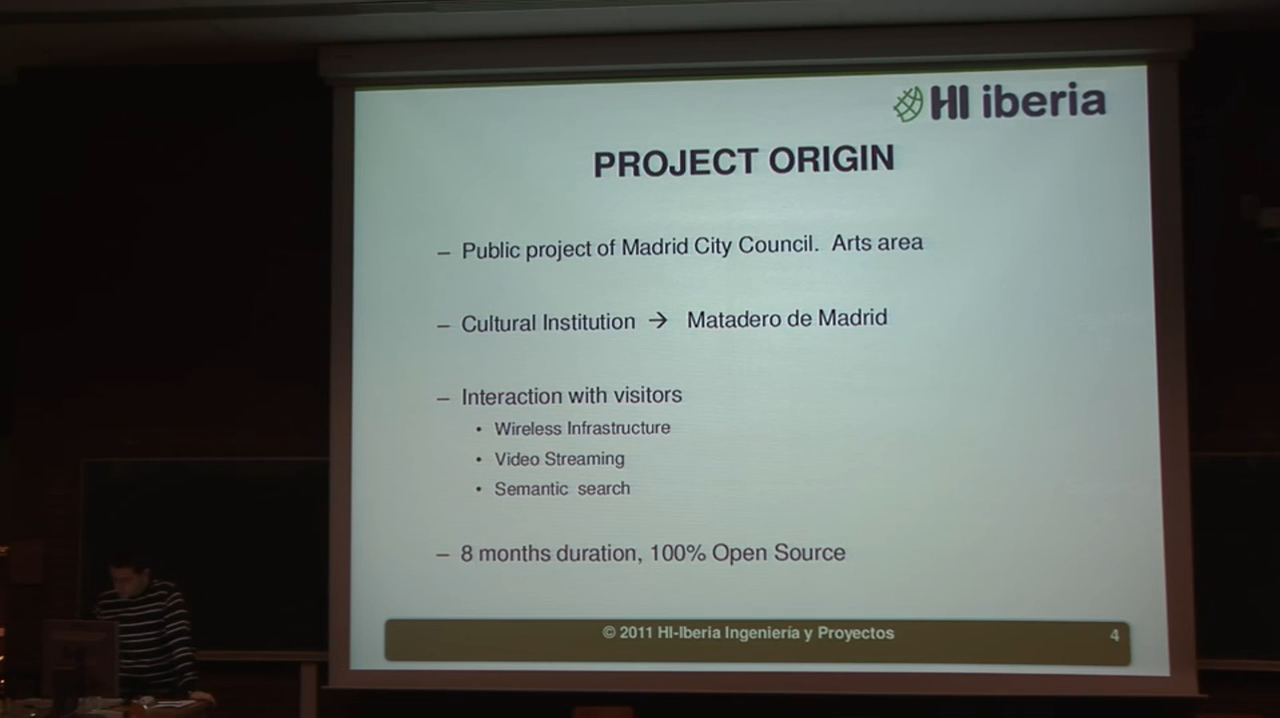 HI iberia
PROJECT ORIGIN
– Public project of Madrid City Council. Arts area
– Cultural Institution → Matadero de Madrid
– Interaction with visitors
• Wireless Infrastructure
• Video Streaming
• Semantic search
– 8 months duration, 100% Open Source
© 2011 HI-Iberia Ingeniería y Proyectos
4